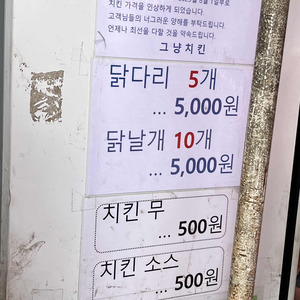 치킨 가격을 인상하게 되었습니다.
고객님들의 너그러운 양해를 부탁드립니다.
언제나 최선을 다할 것을 약속드립니다.
그냥치킨
닭다리 5개
... 5,000원
닭날개 10개
... 5,000원
치킨 무
... 500원
치킨 소스
... 500원